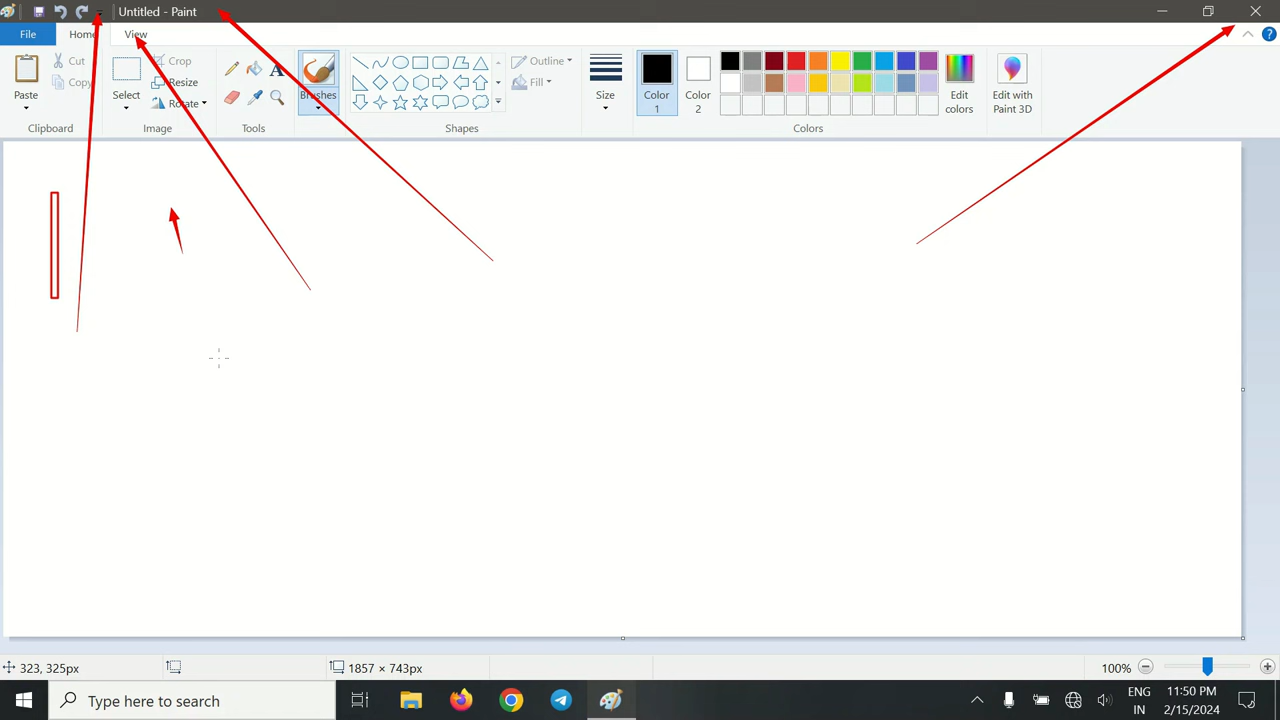 Untitled - Paint
File Home View
Paste Cut Copy
Select Crop Resize Rotate
A
Brushes
Outline Fill
Size
Color 1
Color 2
Edit colors
Edit with Paint 3D
Clipboard Image Tools Shapes Colors
323, 325px 1857 × 743px 100%
Type here to search
ENG IN
11:50 PM
2/15/2024